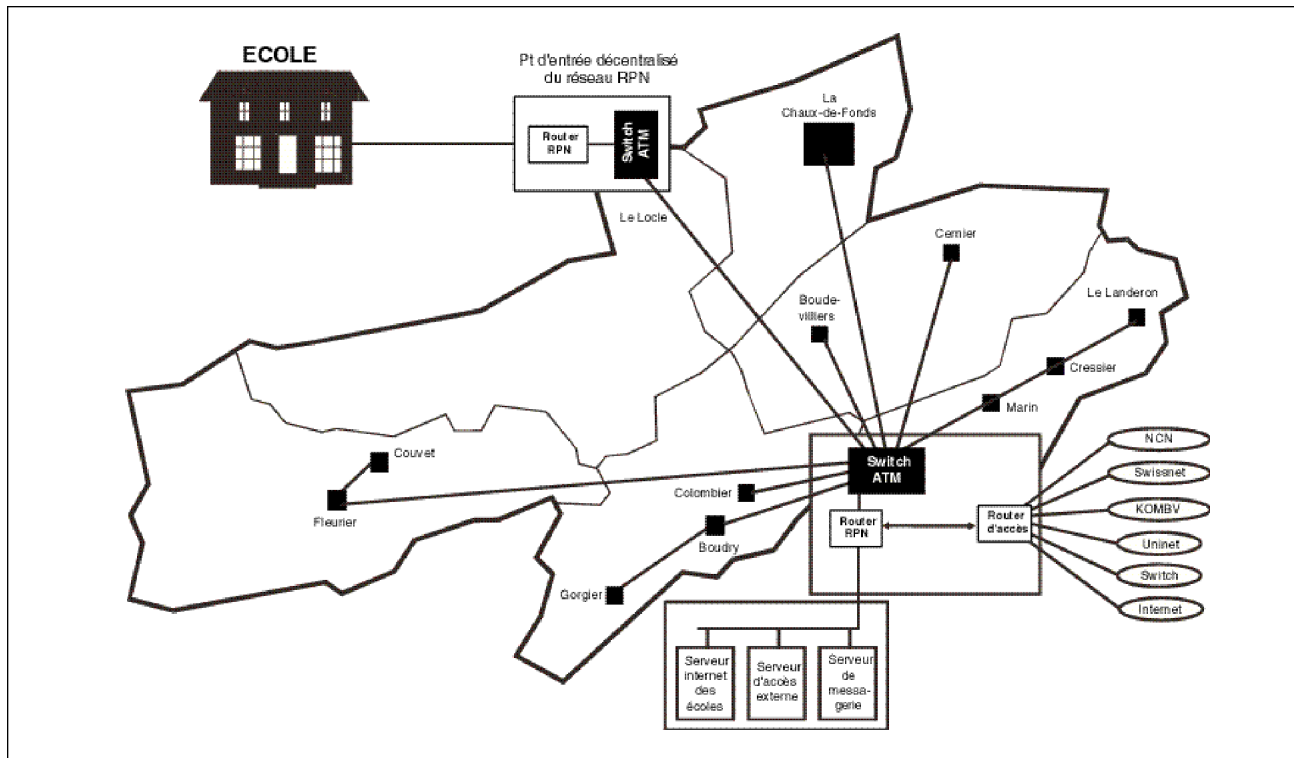 ECOLE
Pt d'entrée décentralisé
du réseau RPN
Router
RPN
Switch
ATM
La
Chaux-de-Fonds
Le Locle
Cernier
Boude-
villiers
Le Landeron
Cressier
Marin
Couvet
Fleurier
Colombier
Boudry
Gorgier
Switch
ATM
Router
RPN
Router
d'accès
NCN
Swissnet
KOMBV
Uninet
Switch
Internet
Serveur
internet
des
écoles
Serveur
d'accès
externe
Serveur
de
messa-
gerie